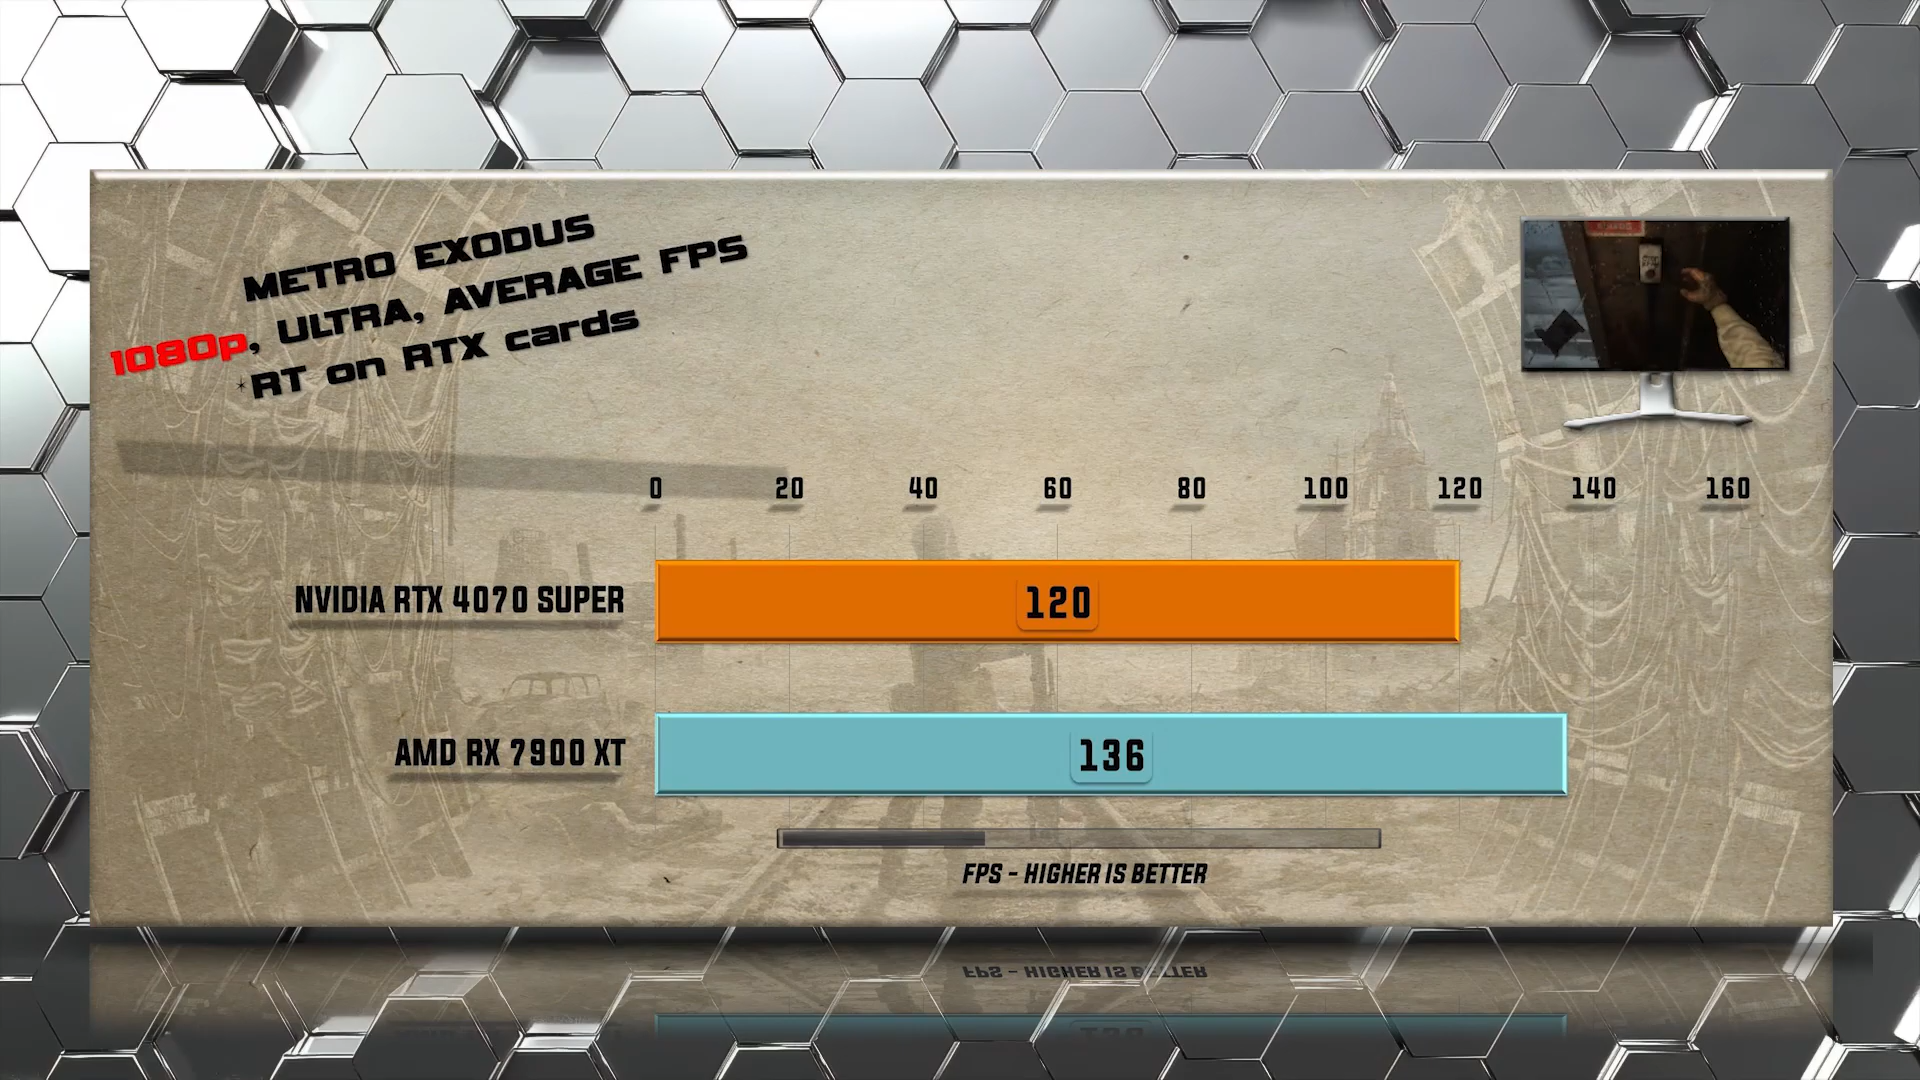 METRO EXODUS
1080p, ULTRA, AVERAGE FPS
*RT on RTX cards
0 20 40 60 80 100 120 140 160
NVIDIA RTX 4070 SUPER
120
AMD RX 7900 XT
136
FPS - HIGHER IS BETTER